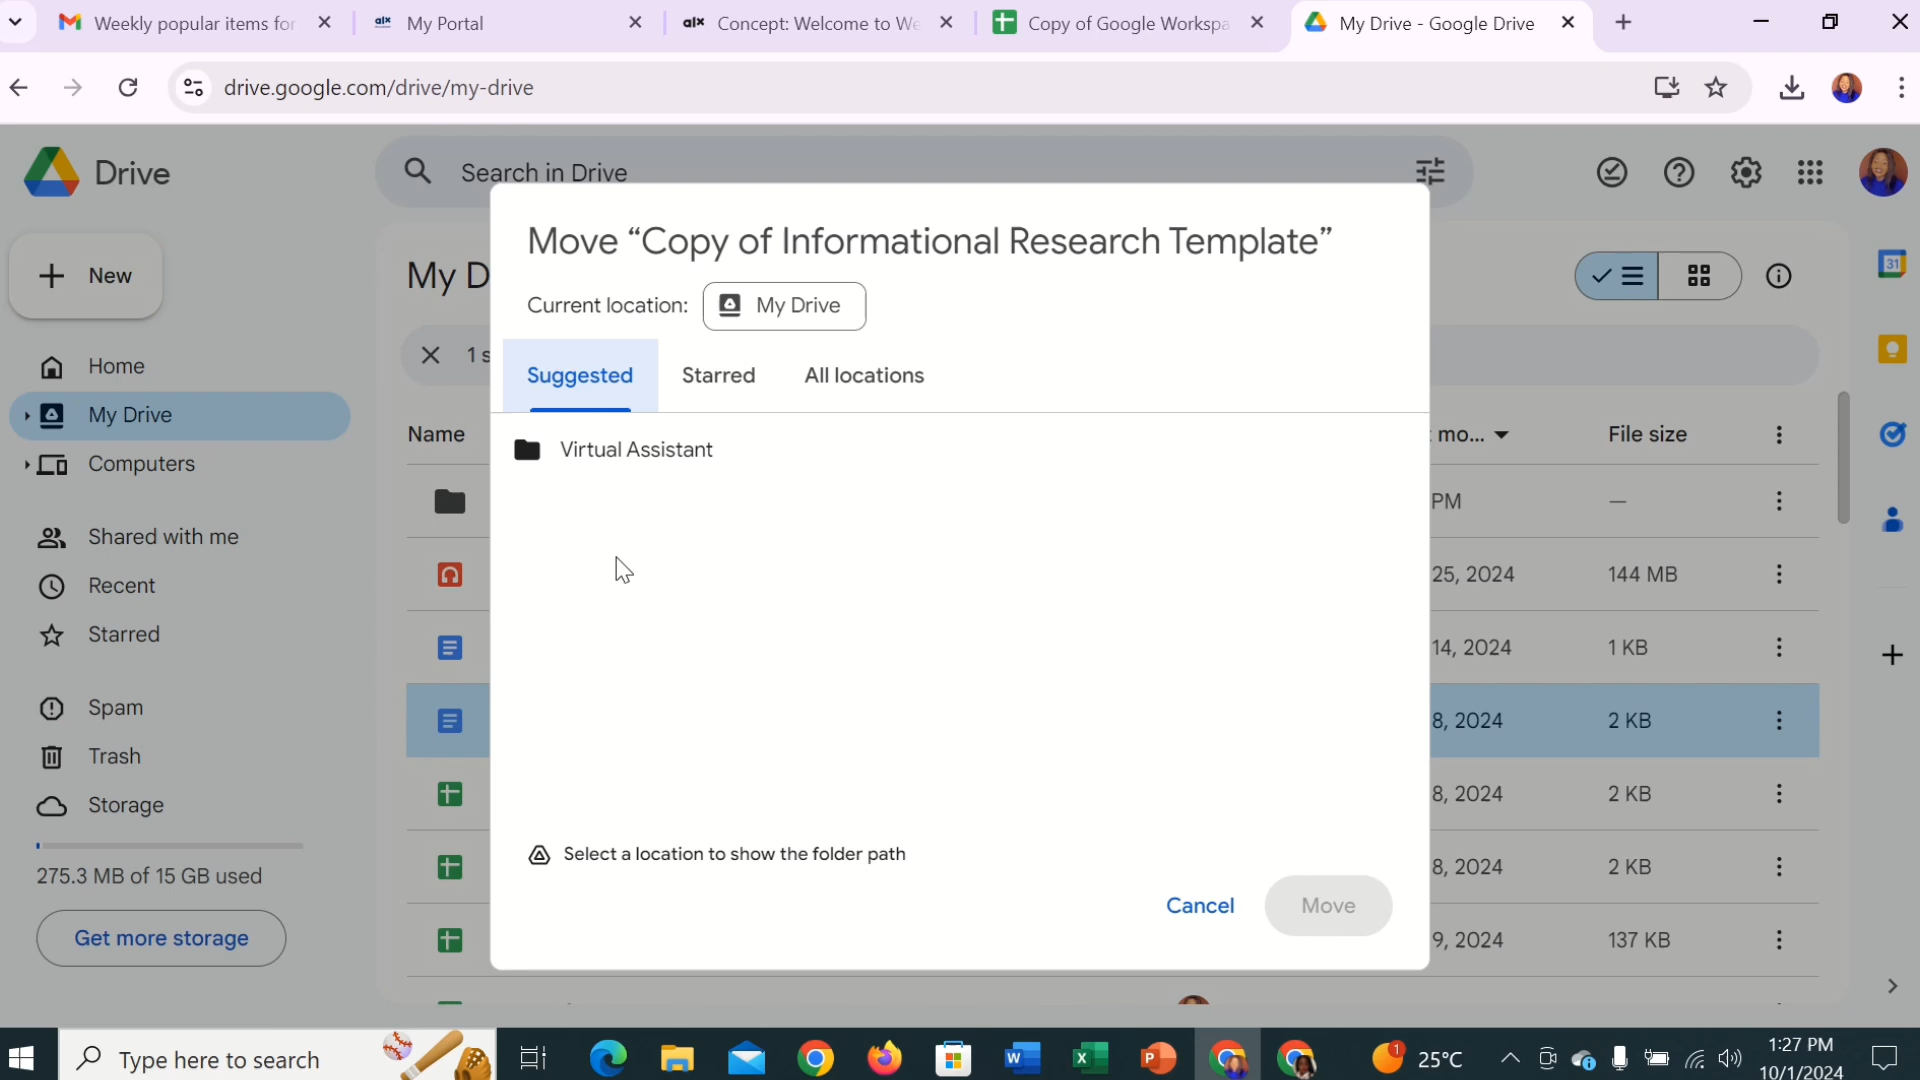 Weekly popular items for
My Portal
Concept: Welcome to We
Copy of Google Workspa
My Drive - Google Drive
drive.google.com/drive/my-drive
Drive
Search in Drive
New
My D
Move “Copy of Informational Research Template”
Current location: My Drive
1 s
Home
Suggested Starred All locations
My Drive
Name
mo...
File size
Virtual Assistant
Computers
PM
—
Shared with me
25, 2024
144 MB
Recent
Starred
14, 2024
1 KB
Spam
8, 2024
2 KB
Trash
Storage
8, 2024
2 KB
275.3 MB of 15 GB used
Select a location to show the folder path
8, 2024
2 KB
Cancel
Move
Get more storage
9, 2024
137 KB
Type here to search
25°C
1:27 PM
10/1/2024